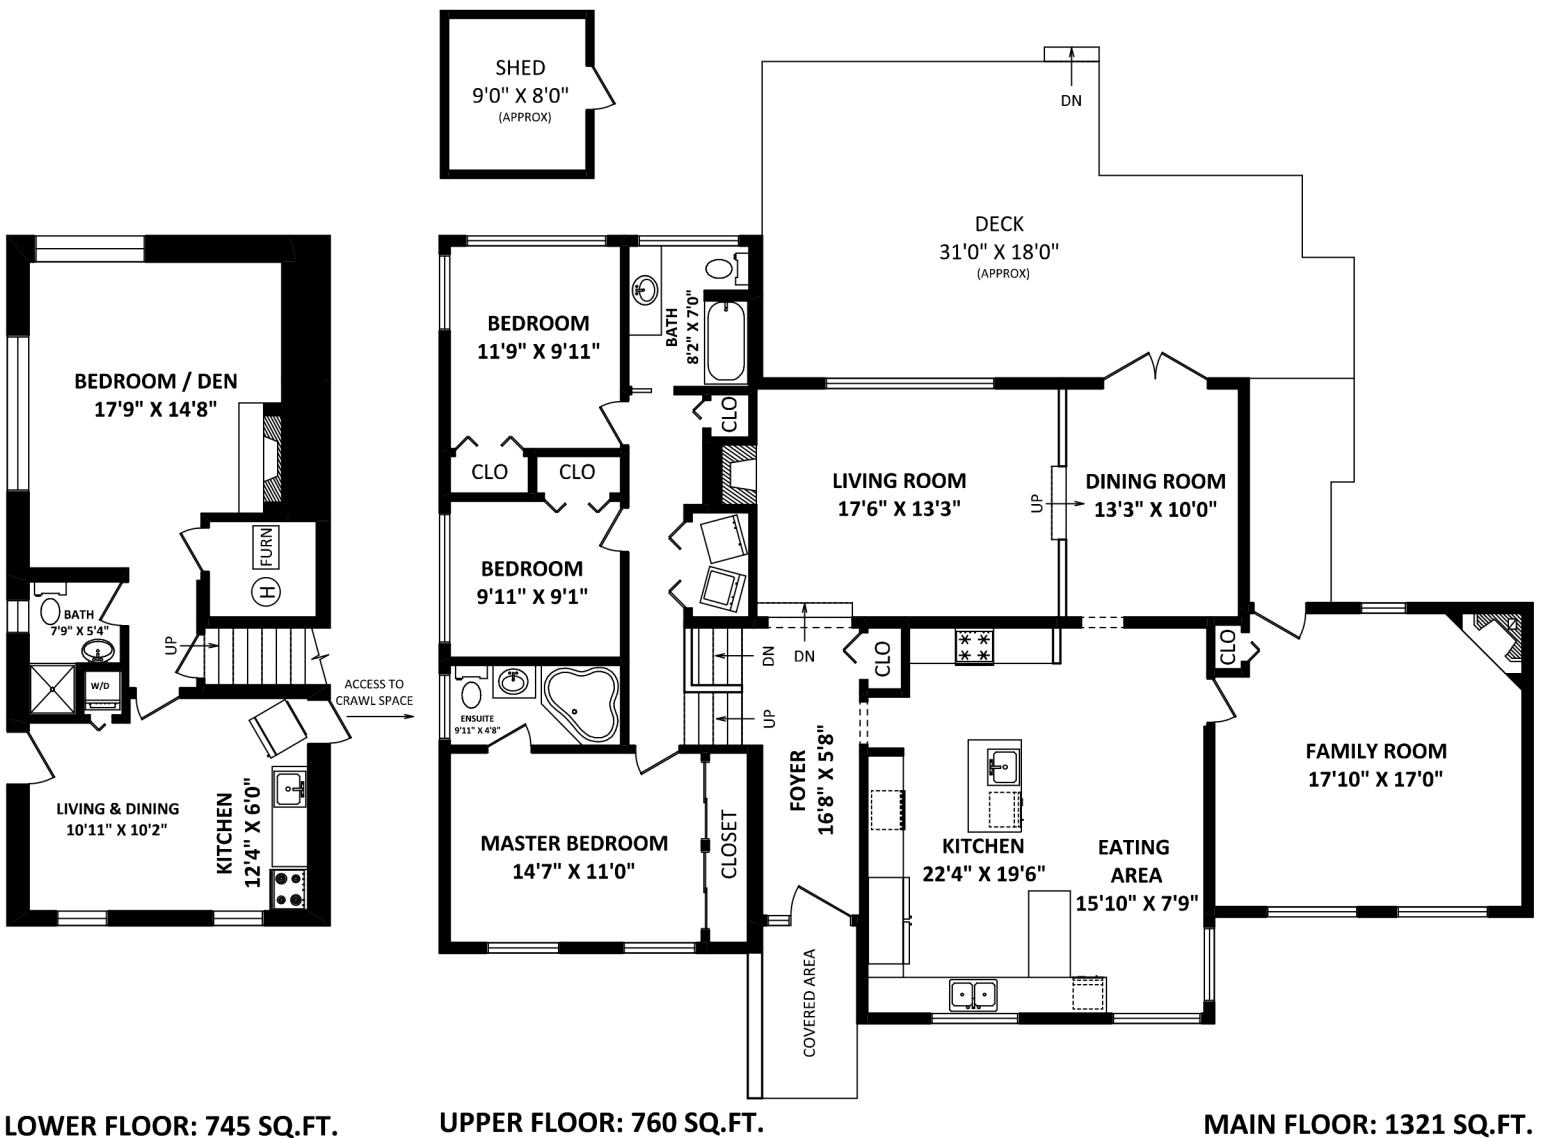 SHED
9'0" X 8'0"
(APPROX)
DN
DECK
31'0" X 18'0"
(APPROX)
BEDROOM / DEN
17'9" X 14'8"
FURN
H
BATH
7'9" X 5'4"
UP
W/D
ACCESS TO
CRAWL SPACE
LIVING & DINING
10'11" X 10'2"
KITCHEN
12'4" X 6'0"
BEDROOM
11'9" X 9'11"
BATH
8'2" X 7'0"
CLO
CLO
CLO
BEDROOM
9'11" X 9'1"
ENSUITE
9'11" X 4'8"
DN
UP
MASTER BEDROOM
14'7" X 11'0"
CLOSET
LIVING ROOM
17'6" X 13'3"
UP
DINING ROOM
13'3" X 10'0"
DN
CLO
CLO
FOYER
16'8" X 5'8"
KITCHEN
22'4" X 19'6"
EATING
AREA
15'10" X 7'9"
FAMILY ROOM
17'10" X 17'0"
COVERED AREA
LOWER FLOOR: 745 SQ.FT.
UPPER FLOOR: 760 SQ.FT.
MAIN FLOOR: 1321 SQ.FT.